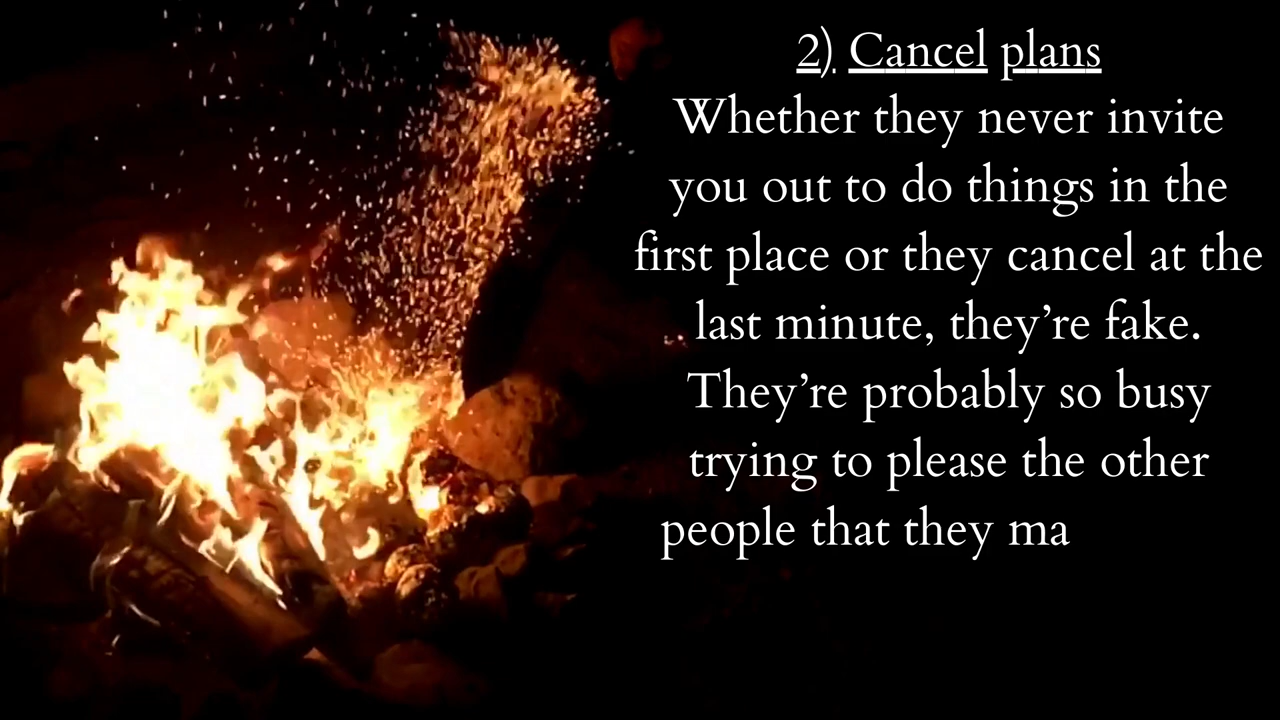 2) Cancel plans
Whether they never invite
you out to do things in the
first place or they cancel at the
last minute, they’re fake.
They’re probably so busy
trying to please the other
people that they ma